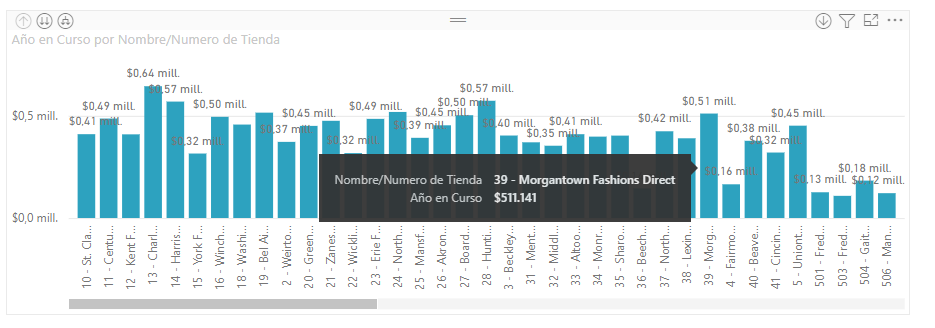 Año en Curso por Nombre/Numero de Tienda
$0,64 mill.
$0,57 mill.
$0,57 mill.
$0,49 mill.
$0,50 mill.
$0,45 mill.
$0,49 mill.
$0,50 mill.
$0,51 mill.
$0,41 mill.
$0,37 mill.
$0,39 mill.
$0,45 mill.
$0,40 mill.
$0,41 mill.
$0,42 mill.
$0,38 mill.
$0,45 mill.
$0,5 mill.
$0,32 mill.
$0,32 mill.
$0,35 mill.
$0,32 mill.
$0,16 mill.
$0,13 mill.
$0,18 mill.
$0,12 mill.
Nombre/Numero de Tienda 39 - Morgantown Fashions Direct
Año en Curso $511.141
$0,0 mill.
10 - St. Cla...
11 - Centu...
12 - Kent F...
13 - Charl...
14 - Harris...
15 - York F...
16 - Winch...
18 - Washi...
19 - Bel Ai...
2 - Weirto...
20 - Green...
21 - Zanes...
22 - Wickli...
23 - Erie F...
24 - North...
25 - Mansf...
26 - Akron...
27 - Board...
28 - Hunti...
3 - Beckley...
31 - Ment...
32 - Middl...
33 - Altoo...
34 - Monr...
35 - Sharo...
36 - Beech...
37 - North...
38 - Lexin...
39 - Morg...
4 - Fairmo...
40 - Beave...
41 - Cincin...
5 - Uniont...
501 - Fred...
503 - Fred...
504 - Gait...
506 - Man...